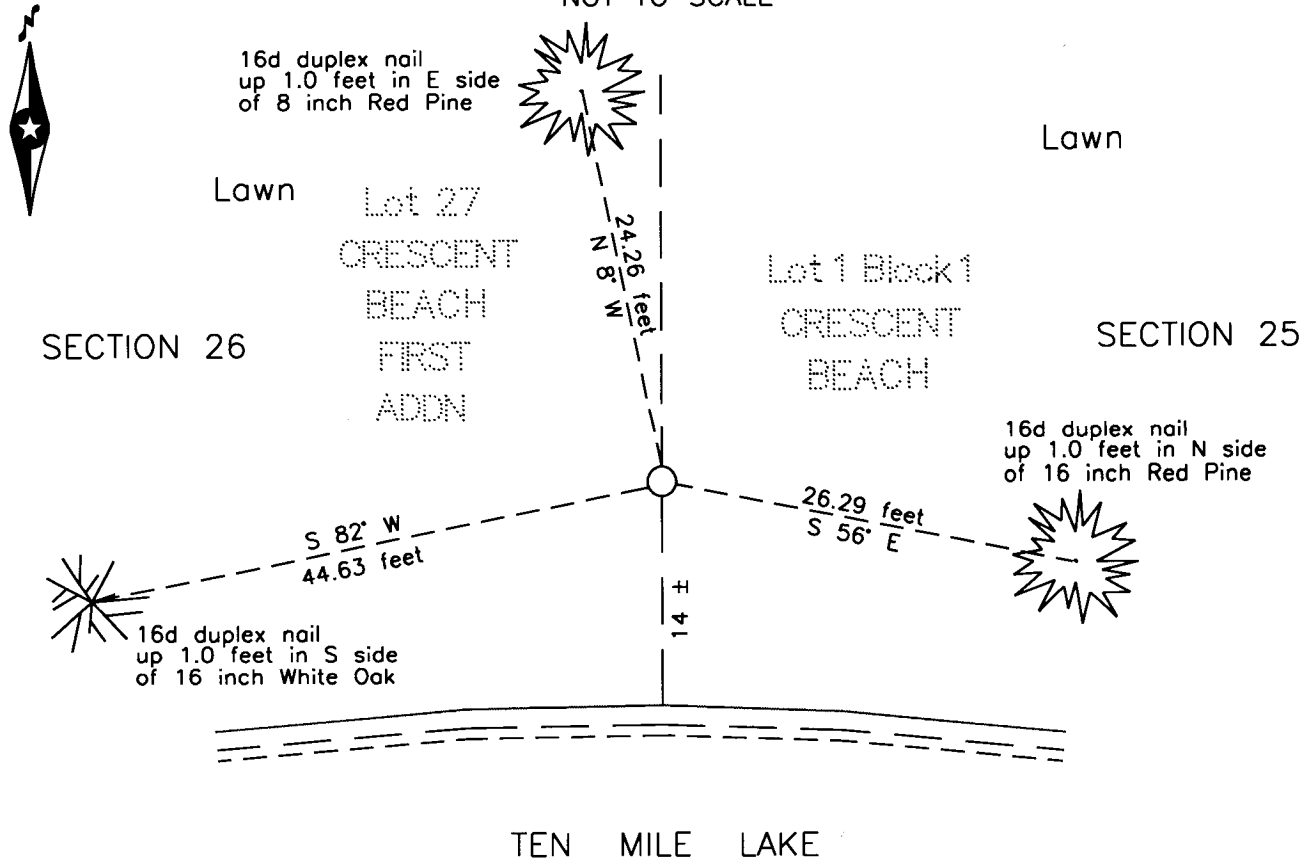 NOT TO SCALE
N
16d duplex nail
up 1.0 feet in E side
of 8 inch Red Pine
Lawn
Lawn
Lot 27
CRESCENT
BEACH
FIRST
ADDN
24.26 feet
N 8° W
Lot 1 Block 1
CRESCENT
BEACH
SECTION 26
SECTION 25
16d duplex nail
up 1.0 feet in N side
of 16 inch Red Pine
26.29 feet
S 56° E
S 82° W
44.63 feet
14 ±
16d duplex nail
up 1.0 feet in S side
of 16 inch White Oak
TEN MILE LAKE